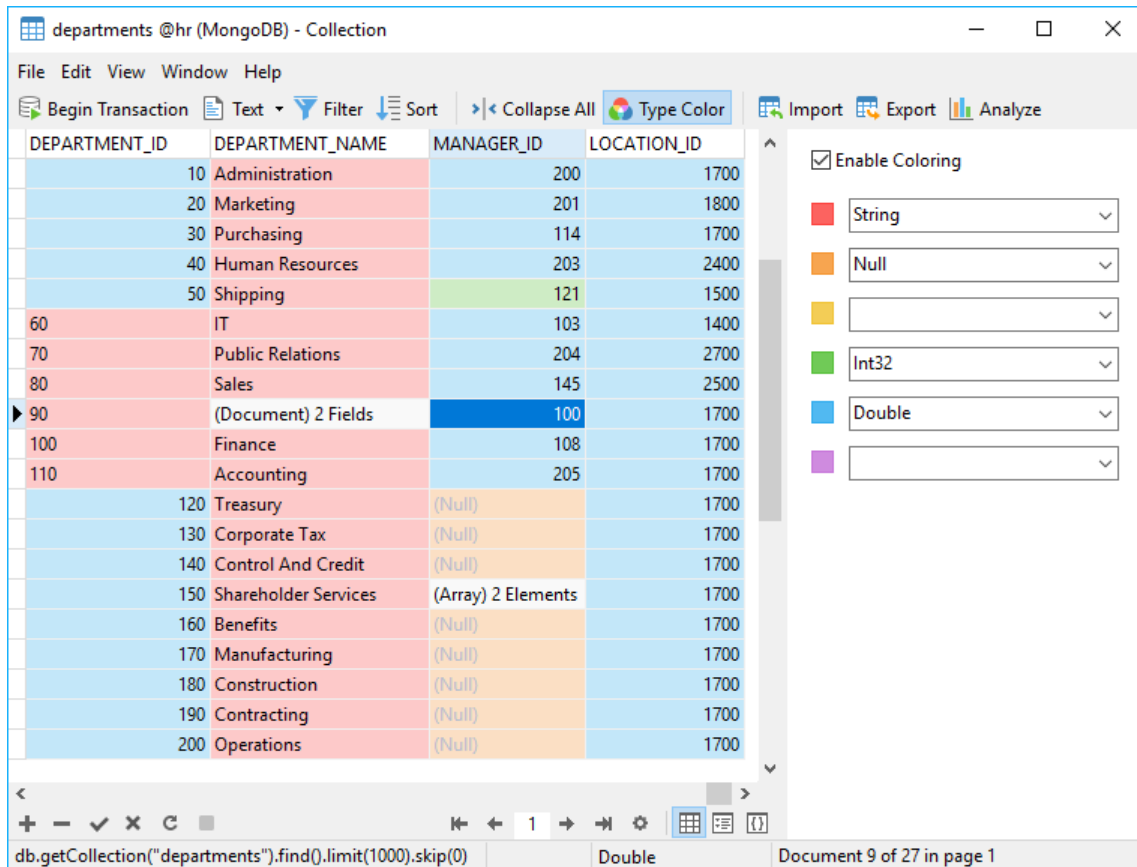 departments @hr (MongoDB) - Collection
File Edit View Window Help
Begin Transaction Text Filter Sort Collapse All Type Color Import Export Analyze
DEPARTMENT_ID DEPARTMENT_NAME MANAGER_ID LOCATION_ID
10 Administration 200 1700
20 Marketing 201 1800
30 Purchasing 114 1700
40 Human Resources 203 2400
50 Shipping 121 1500
60 IT 103 1400
70 Public Relations 204 2700
80 Sales 145 2500
90 (Document) 2 Fields 100 1700
100 Finance 108 1700
110 Accounting 205 1700
120 Treasury (Null) 1700
130 Corporate Tax (Null) 1700
140 Control And Credit (Null) 1700
150 Shareholder Services (Array) 2 Elements 1700
160 Benefits (Null) 1700
170 Manufacturing (Null) 1700
180 Construction (Null) 1700
190 Contracting (Null) 1700
200 Operations (Null) 1700
Enable Coloring
String
Null
Int32
Double
1
db.getCollection("departments").find().limit(1000).skip(0) Double Document 9 of 27 in page 1